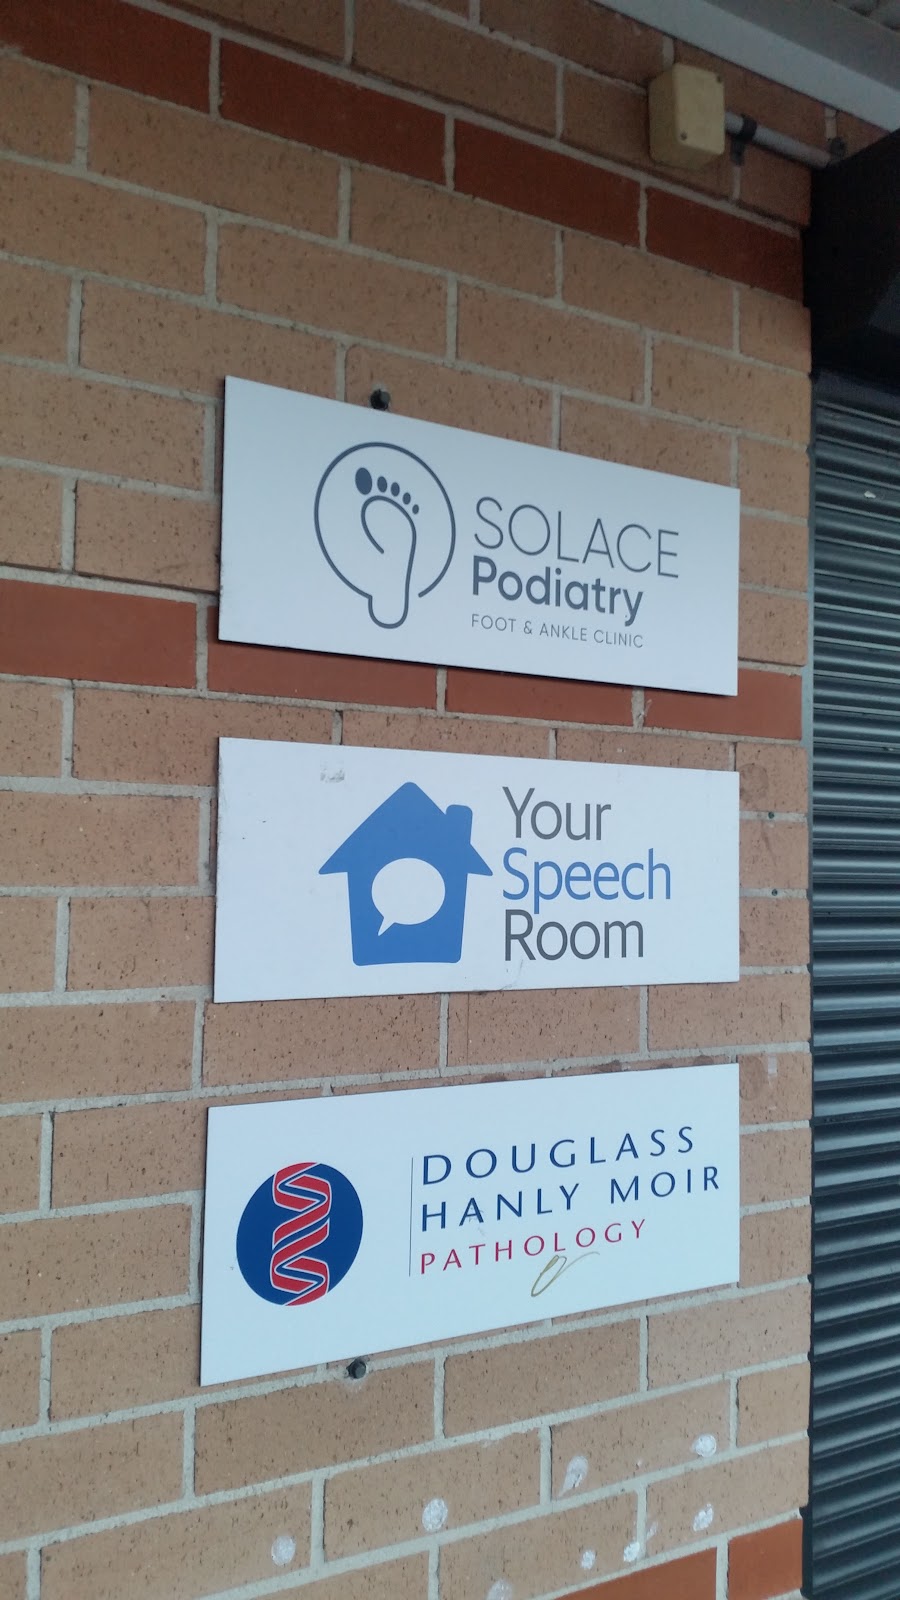 SOLACE
Podiatry
FOOT & ANKLE CLINIC
Your
Speech
Room
DOUGLASS
HANLY MOIR
PATHOLOGY